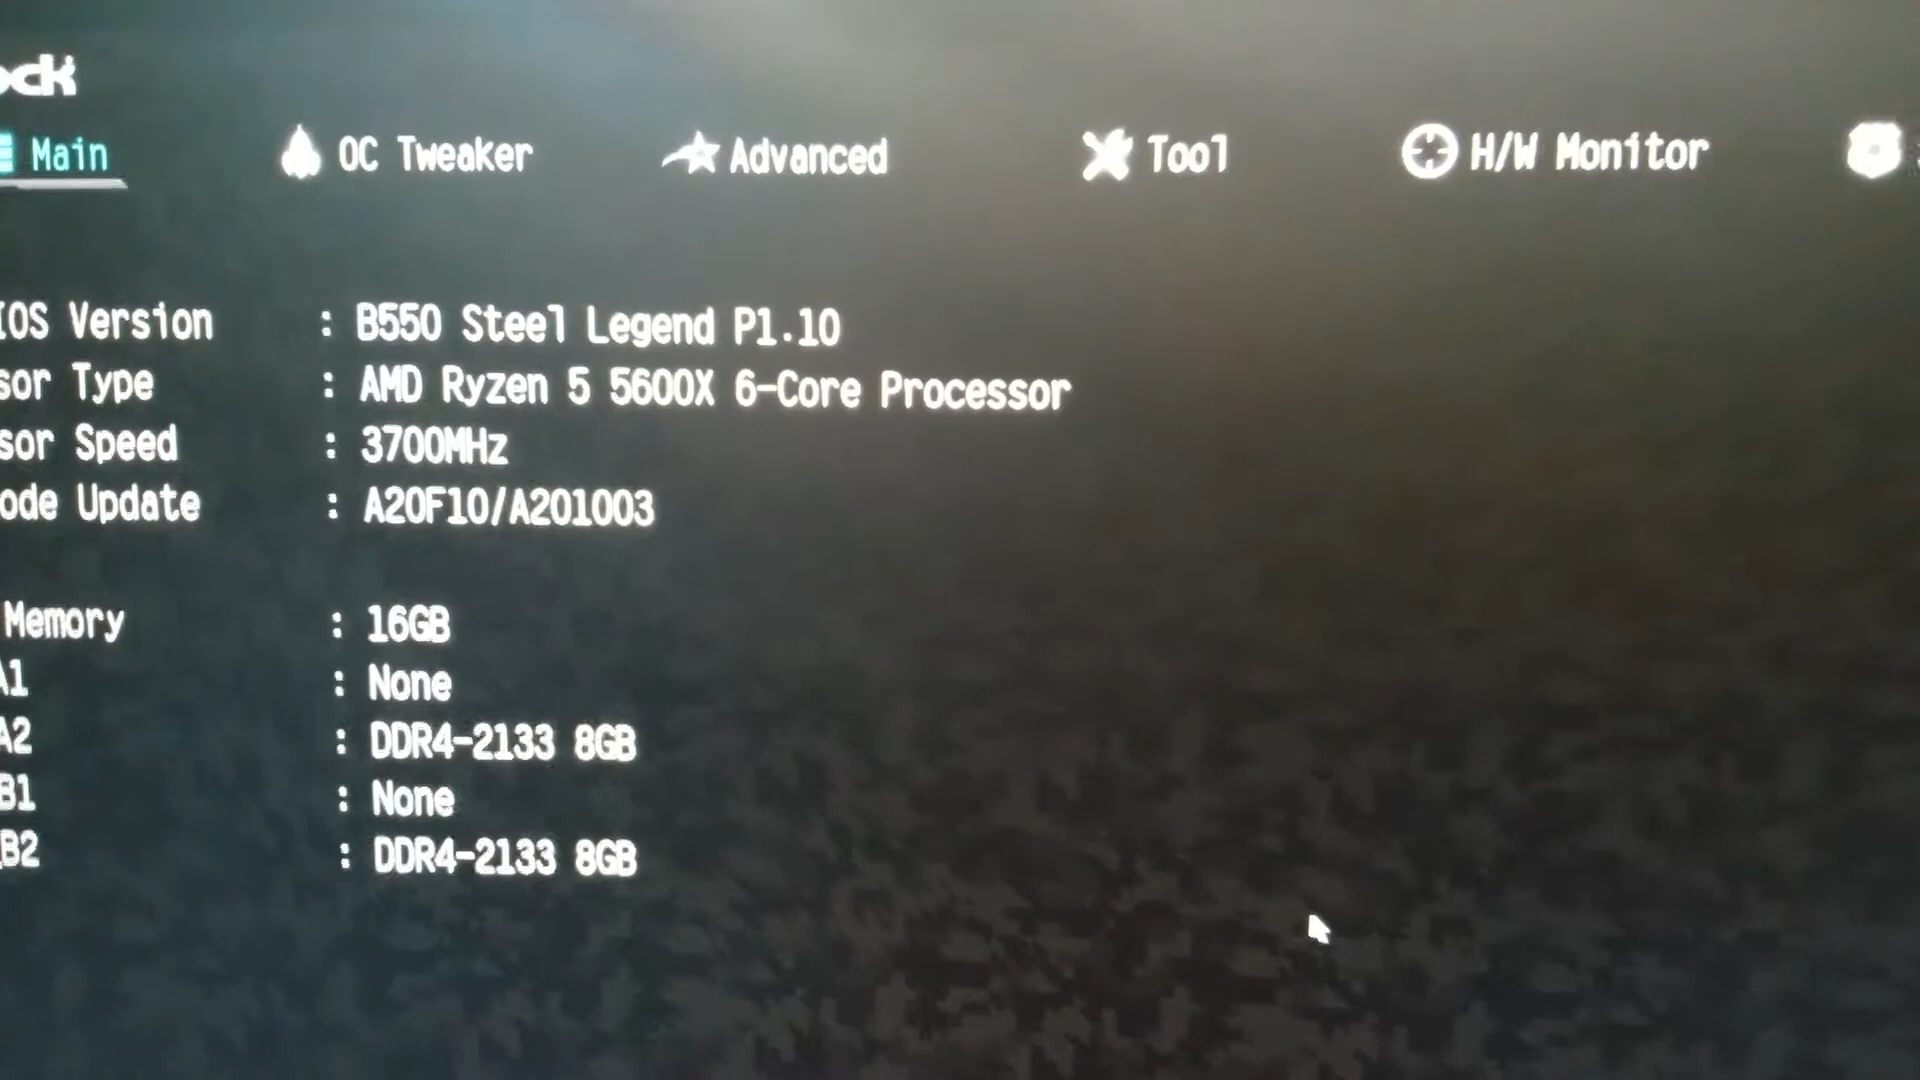 ock
Main OC Tweaker Advanced Tool H/W Monitor
IOS Version : B550 Steel Legend P1.10
sor Type : AMD Ryzen 5 5600X 6-Core Processor
sor Speed : 3700MHz
ode Update : A20F10/A201003
Memory : 16GB
A1 : None
A2 : DDR4-2133 8GB
B1 : None
B2 : DDR4-2133 8GB